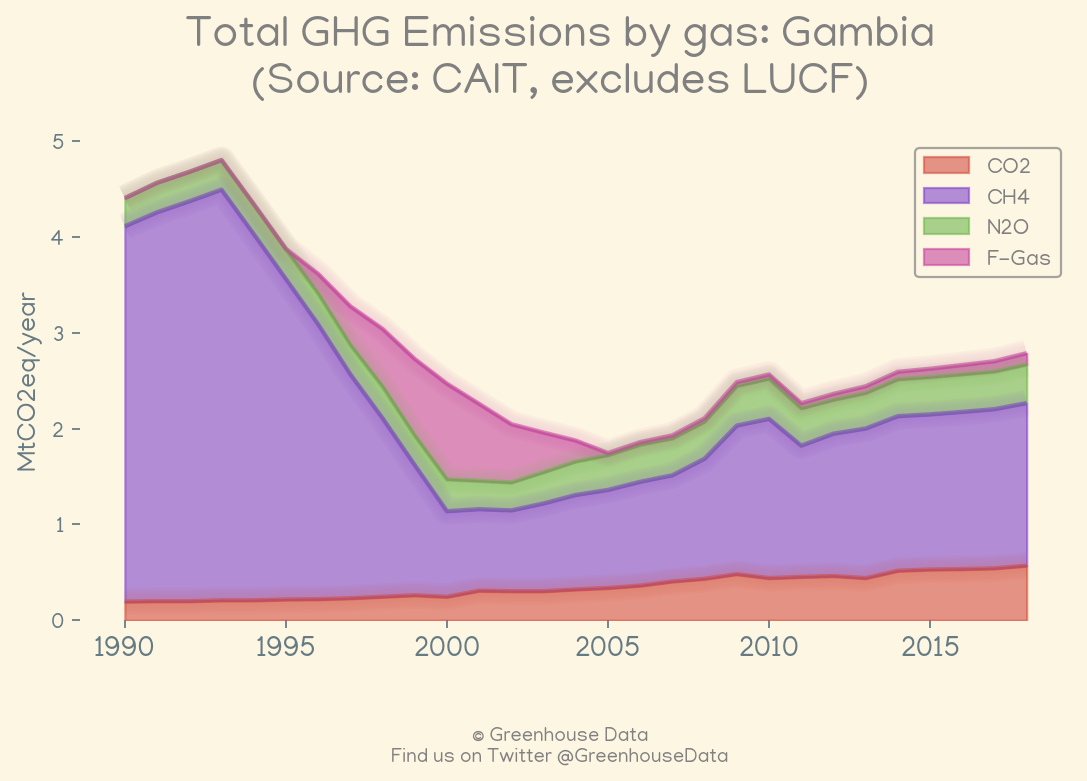 Total GHG Emissions by gas: Gambia
(Source: CAIT, excludes LUCF)
5
4
3
2
1
0
MtCO2eq/year
CO2
CH4
N2O
F-Gas
1990 1995 2000 2005 2010 2015
© Greenhouse Data
Find us on Twitter @GreenhouseData